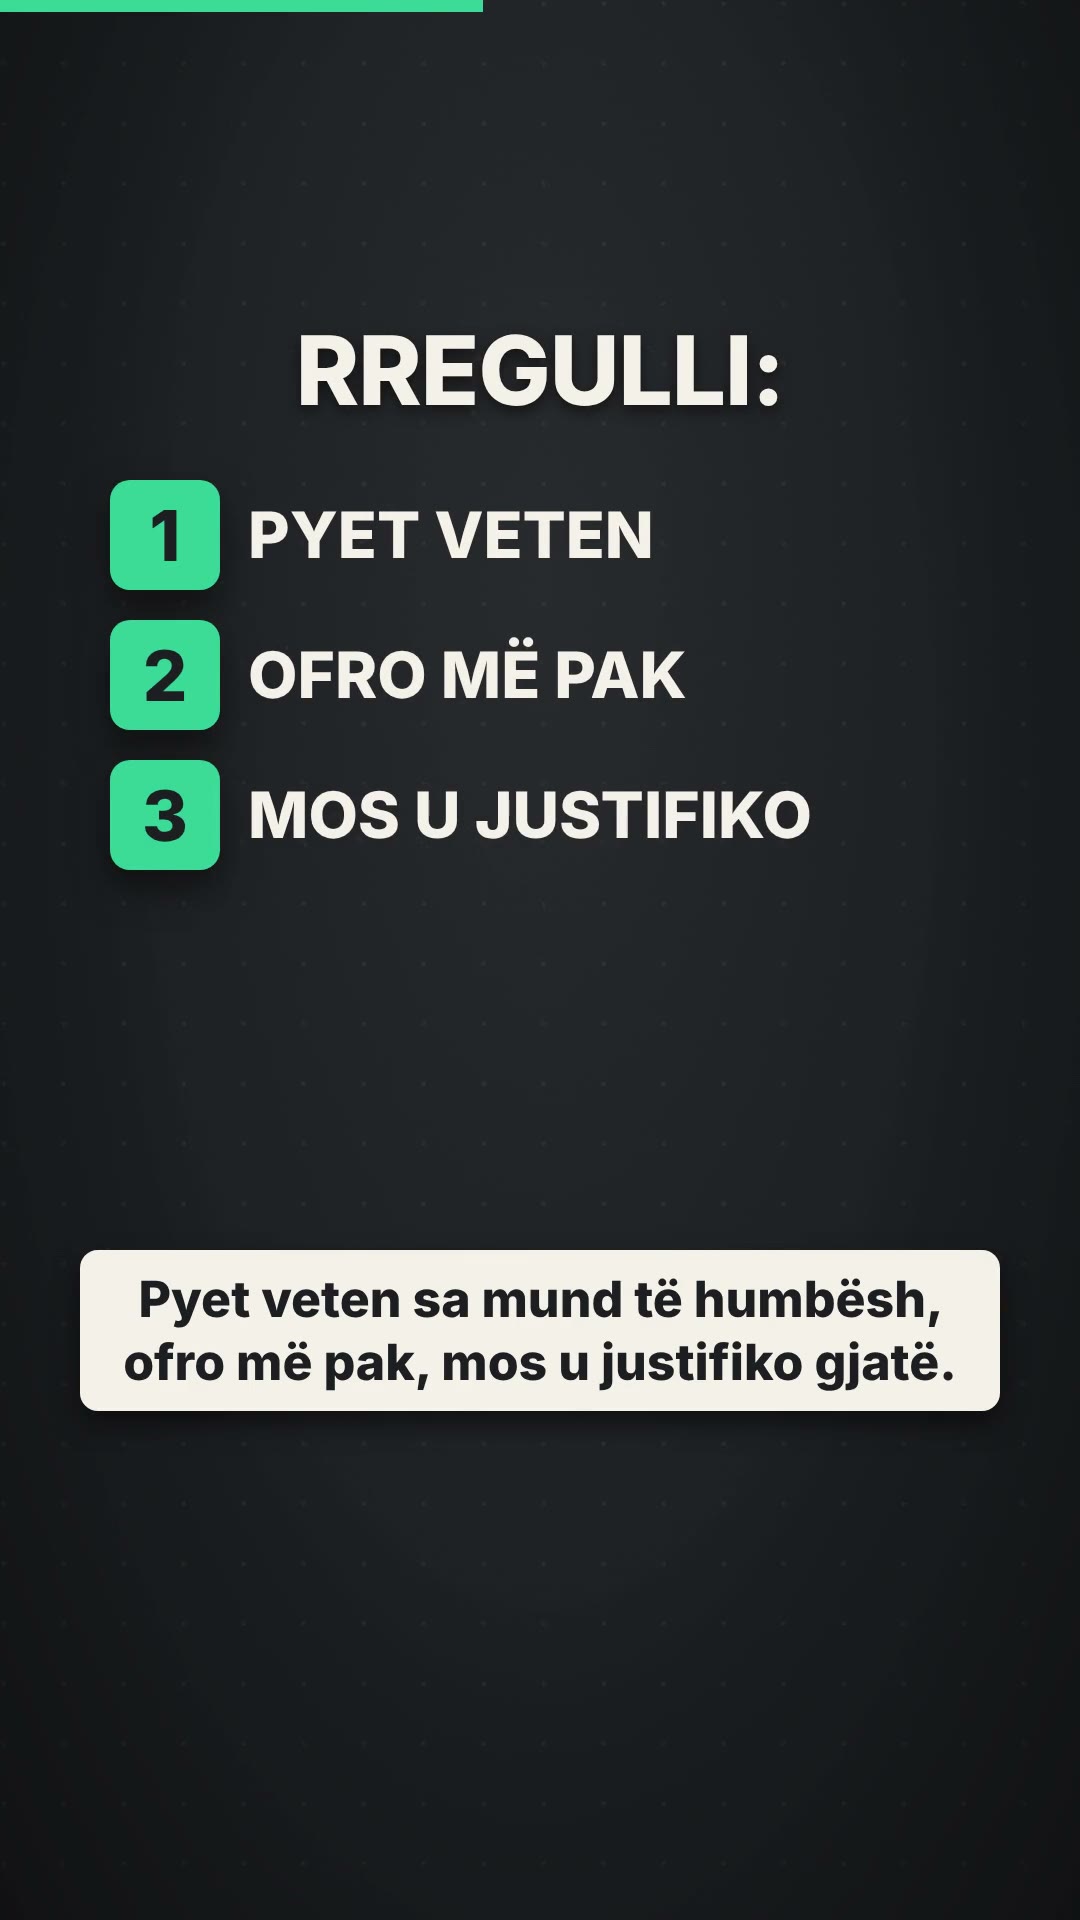 RREGULLI:
1 PYET VETEN
2 OFRO MË PAK
3 MOS U JUSTIFIKO
Pyet veten sa mund të humbësh,
ofro më pak, mos u justifiko gjatë.